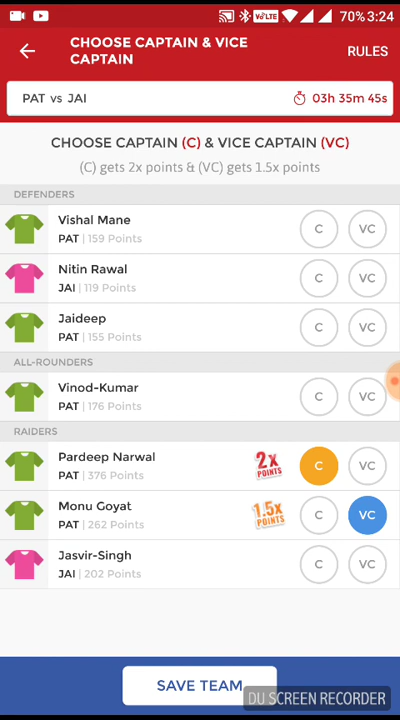 VoLTE 70% 3:24
CHOOSE CAPTAIN & VICE
CAPTAIN
RULES
PAT vs JAI 03h 35m 45s
CHOOSE CAPTAIN (C) & VICE CAPTAIN (VC)
(C) gets 2x points & (VC) gets 1.5x points
DEFENDERS
Vishal Mane
PAT | 159 Points
C VC
Nitin Rawal
JAI | 119 Points
C VC
Jaideep
PAT | 155 Points
C VC
ALL-ROUNDERS
Vinod-Kumar
PAT | 176 Points
C VC
RAIDERS
Pardeep Narwal
PAT | 376 Points
2x
POINTS
C VC
Monu Goyat
PAT | 262 Points
1.5x
POINTS
C VC
Jasvir-Singh
JAI | 202 Points
C VC
SAVE TEAM
DU SCREEN RECORDER